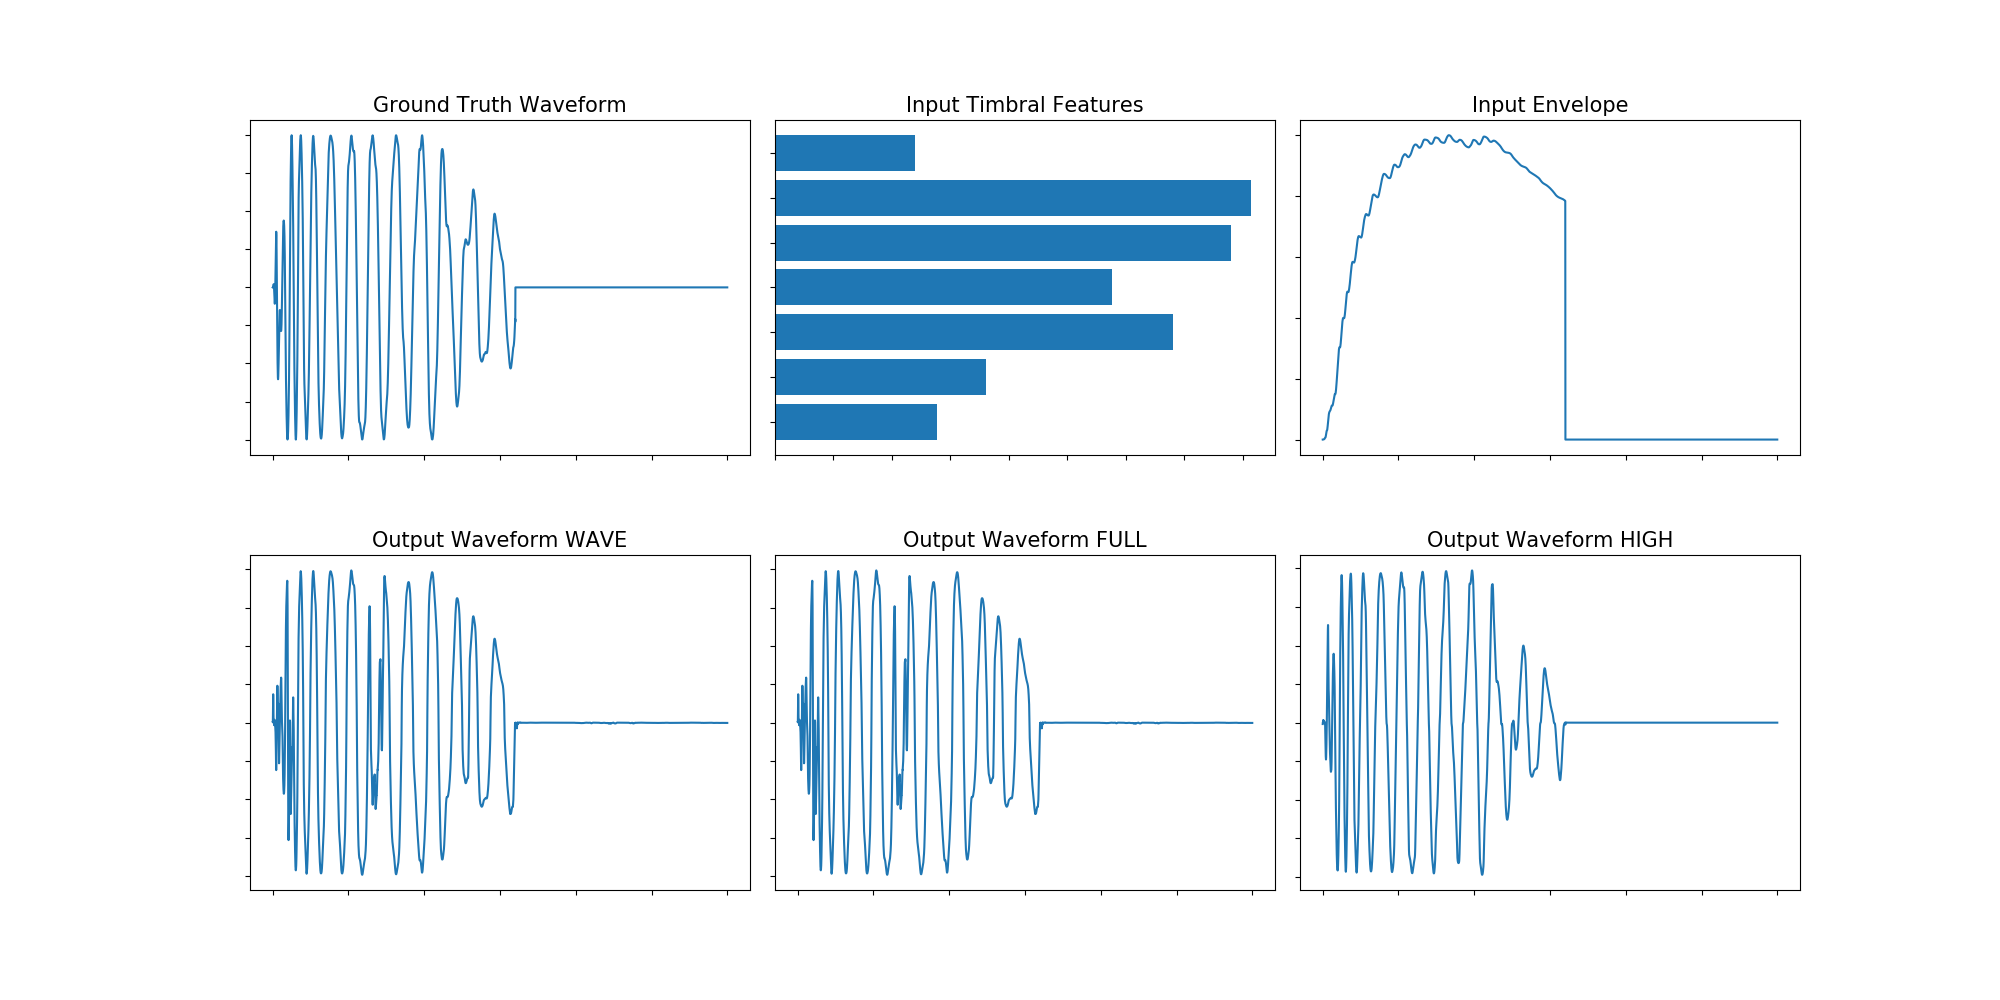 Ground Truth Waveform
Input Timbral Features
Input Envelope
Output Waveform WAVE
Output Waveform FULL
Output Waveform HIGH